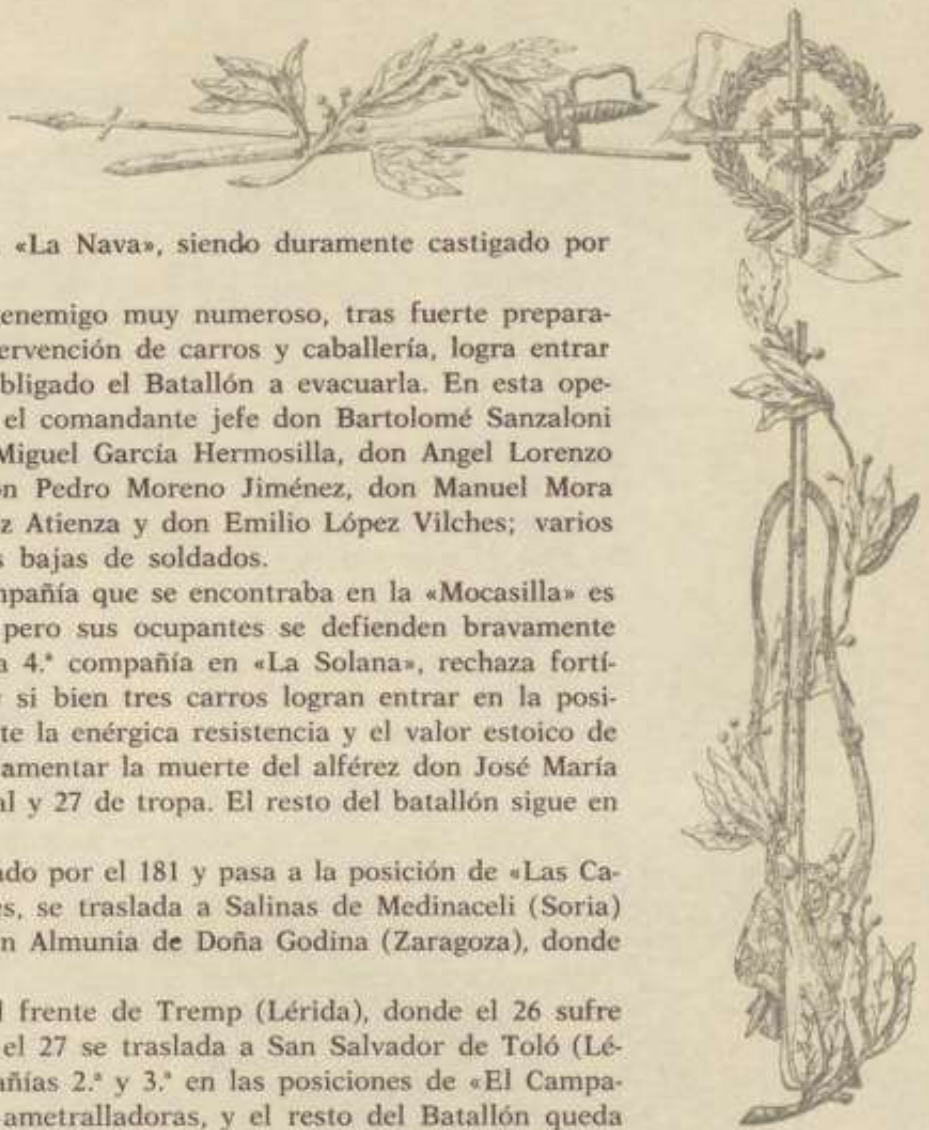 «La Nava», siendo duramente castigado por
enemigo muy numeroso, tras fuerte prepara-
tervención de carros y caballería, logra entrar
bligado el Batallón a evacuarla. En esta ope-
el comandante jefe don Bartolomé Sanzaloni
Miguel García Hermosilla, don Angel Lorenzo
n Pedro Moreno Jiménez, don Manuel Mora
z Atienza y don Emilio López Vilches; varios
s bajas de soldados.
mpañía que se encontraba en la «Mocasilla» es
pero sus ocupantes se defienden bravamente
a 4.ª compañía en «La Solana», rechaza fortí-
si bien tres carros logran entrar en la posi-
te la enérgica resistencia y el valor estoico de
amentar la muerte del alférez don José María
al y 27 de tropa. El resto del batallón sigue en
ado por el 181 y pasa a la posición de «Las Ca-
es, se traslada a Salinas de Medinaceli (Soria)
n Almunia de Doña Godina (Zaragoza), donde
l frente de Tremp (Lérida), donde el 26 sufre
el 27 se traslada a San Salvador de Toló (Lé-
añías 2.ª y 3.ª en las posiciones de «El Campa-
ametralladoras, y el resto del Batallón queda